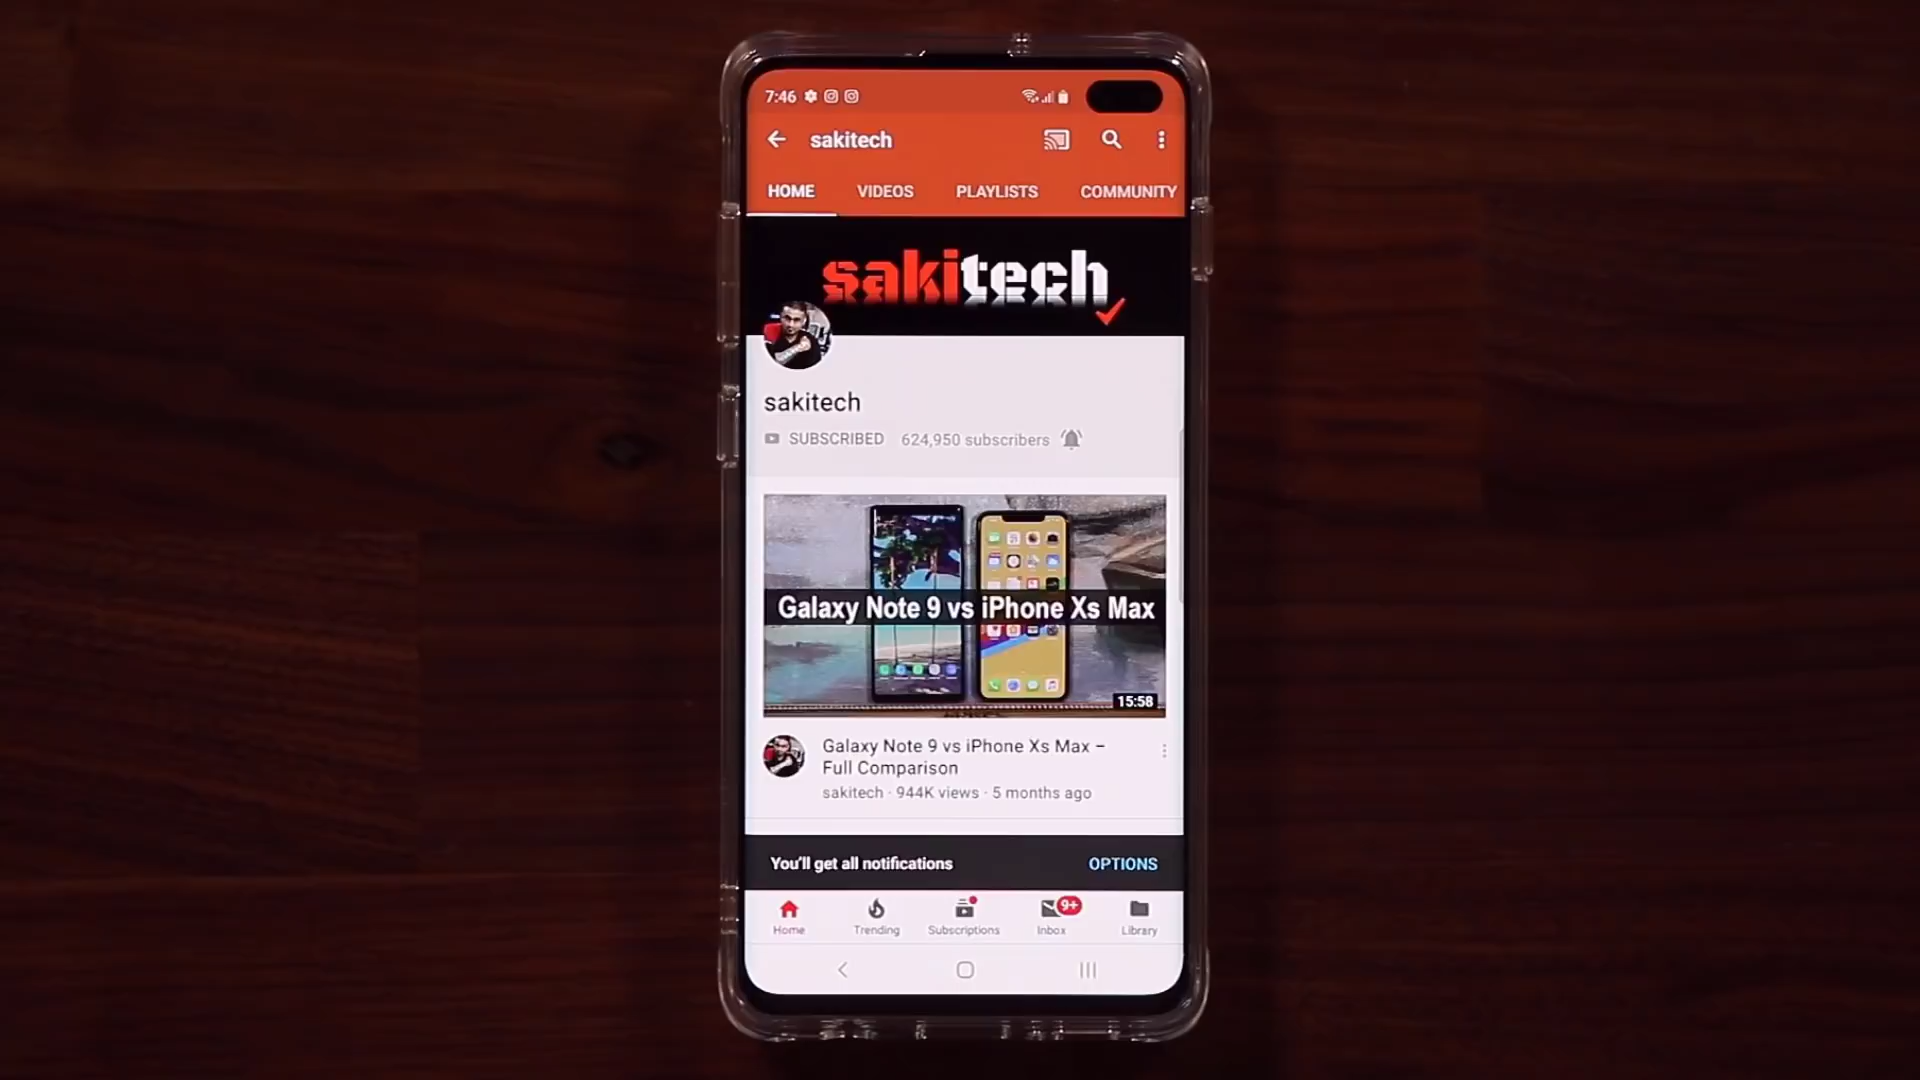 7:46
sakitech
HOME VIDEOS PLAYLISTS COMMUNITY
sakitech
sakitech
SUBSCRIBED 624,950 subscribers
Galaxy Note 9 vs iPhone Xs Max
15:58
Galaxy Note 9 vs iPhone Xs Max –
Full Comparison
sakitech · 944K views · 5 months ago
You'll get all notifications OPTIONS
9+
Home Trending Subscriptions Inbox Library